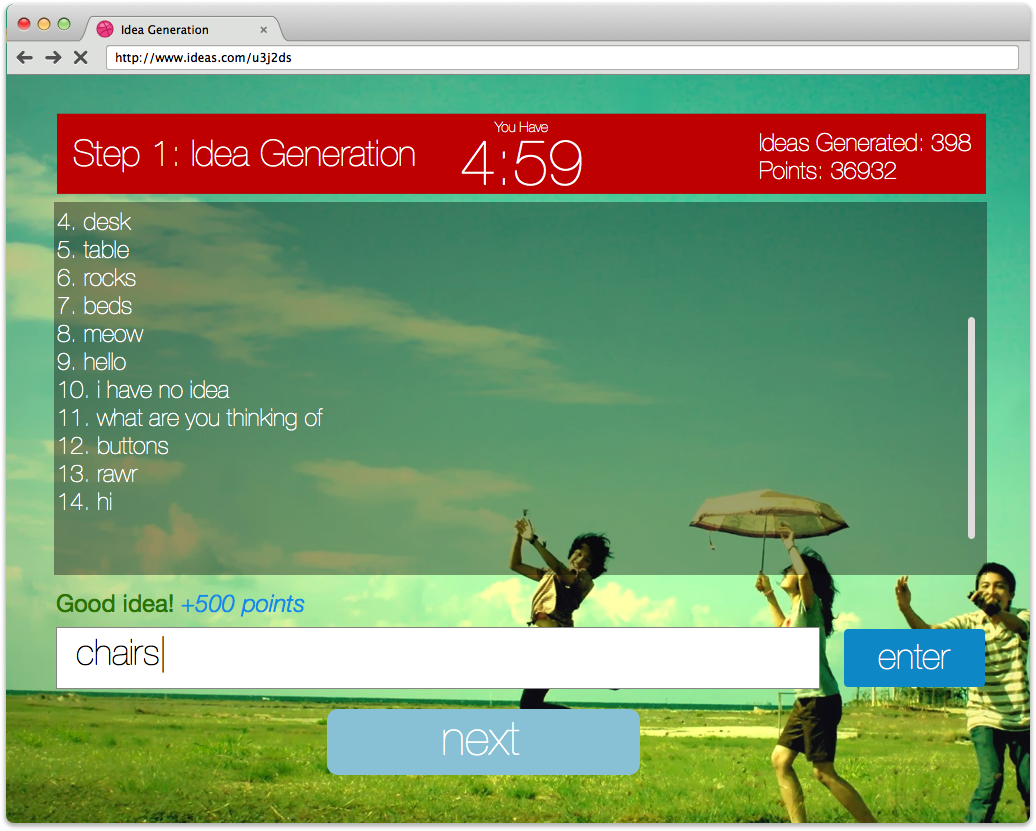 Idea Generation
http://www.ideas.com/u3j2ds
Step 1: Idea Generation
You Have
4:59
Ideas Generated: 398
Points: 36932
4. desk
5. table
6. rocks
7. beds
8. meow
9. hello
10. i have no idea
11. what are you thinking of
12. buttons
13. rawr
14. hi
Good idea! +500 points
chairs
enter
next